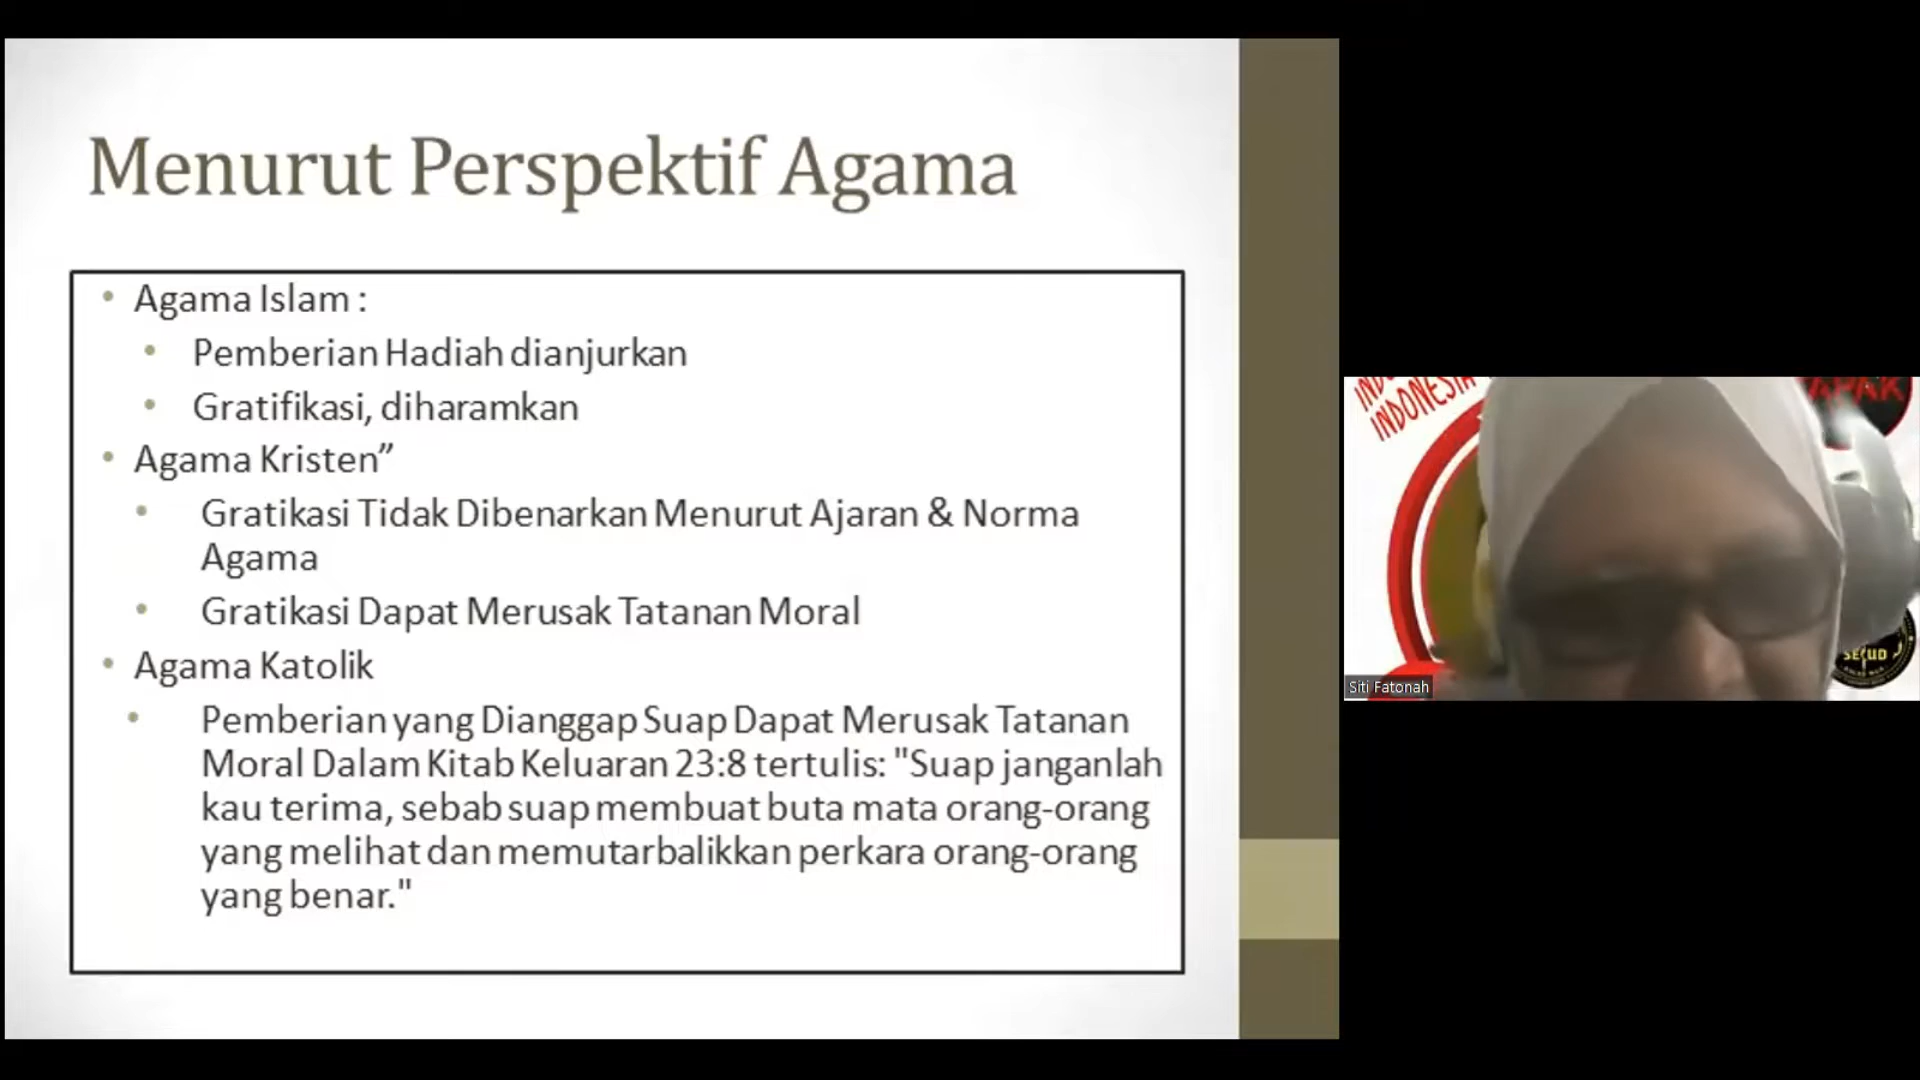 Menurut Perspektif Agama
• Agama Islam :
• Pemberian Hadiah dianjurkan
• Gratifikasi, diharamkan
• Agama Kristen”
• Gratikasi Tidak Dibenarkan Menurut Ajaran & Norma
Agama
• Gratikasi Dapat Merusak Tatanan Moral
• Agama Katolik
• Pemberian yang Dianggap Suap Dapat Merusak Tatanan
Moral Dalam Kitab Keluaran 23:8 tertulis: "Suap janganlah
kau terima, sebab suap membuat buta mata orang-orang
yang melihat dan memutarbalikkan perkara orang-orang
yang benar."
INDONESIA
Siti Fatonah